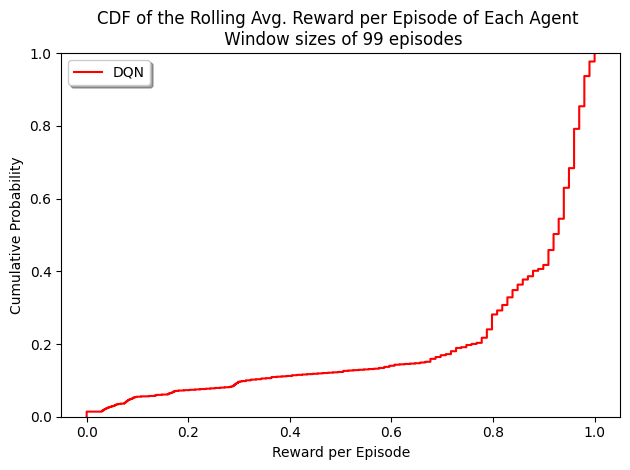 CDF of the Rolling Avg. Reward per Episode of Each Agent
Window sizes of 99 episodes
DQN
1.0
0.8
0.6
0.4
0.2
0.0
Cumulative Probability
0.0 0.2 0.4 0.6 0.8 1.0
Reward per Episode